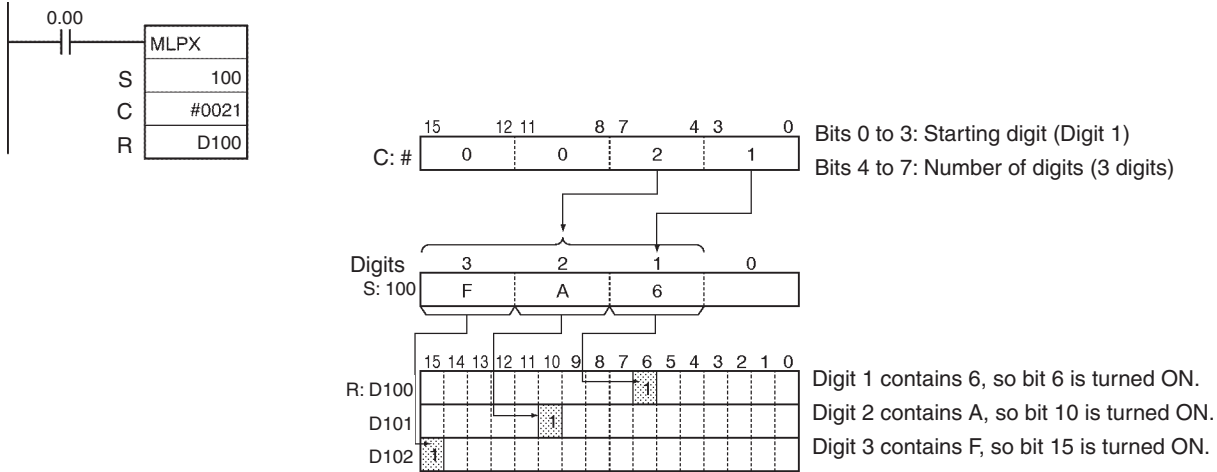 0.00
MLPX
S 100
C #0021
R D100
15 12 11 8 7 4 3 0
C: # 0 0 2 1
Bits 0 to 3: Starting digit (Digit 1)
Bits 4 to 7: Number of digits (3 digits)
Digits 3 2 1 0
S: 100 F A 6
15 14 13 12 11 10 9 8 7 6 5 4 3 2 1 0
R: D100 1
Digit 1 contains 6, so bit 6 is turned ON.
D101 1
Digit 2 contains A, so bit 10 is turned ON.
D102 1
Digit 3 contains F, so bit 15 is turned ON.